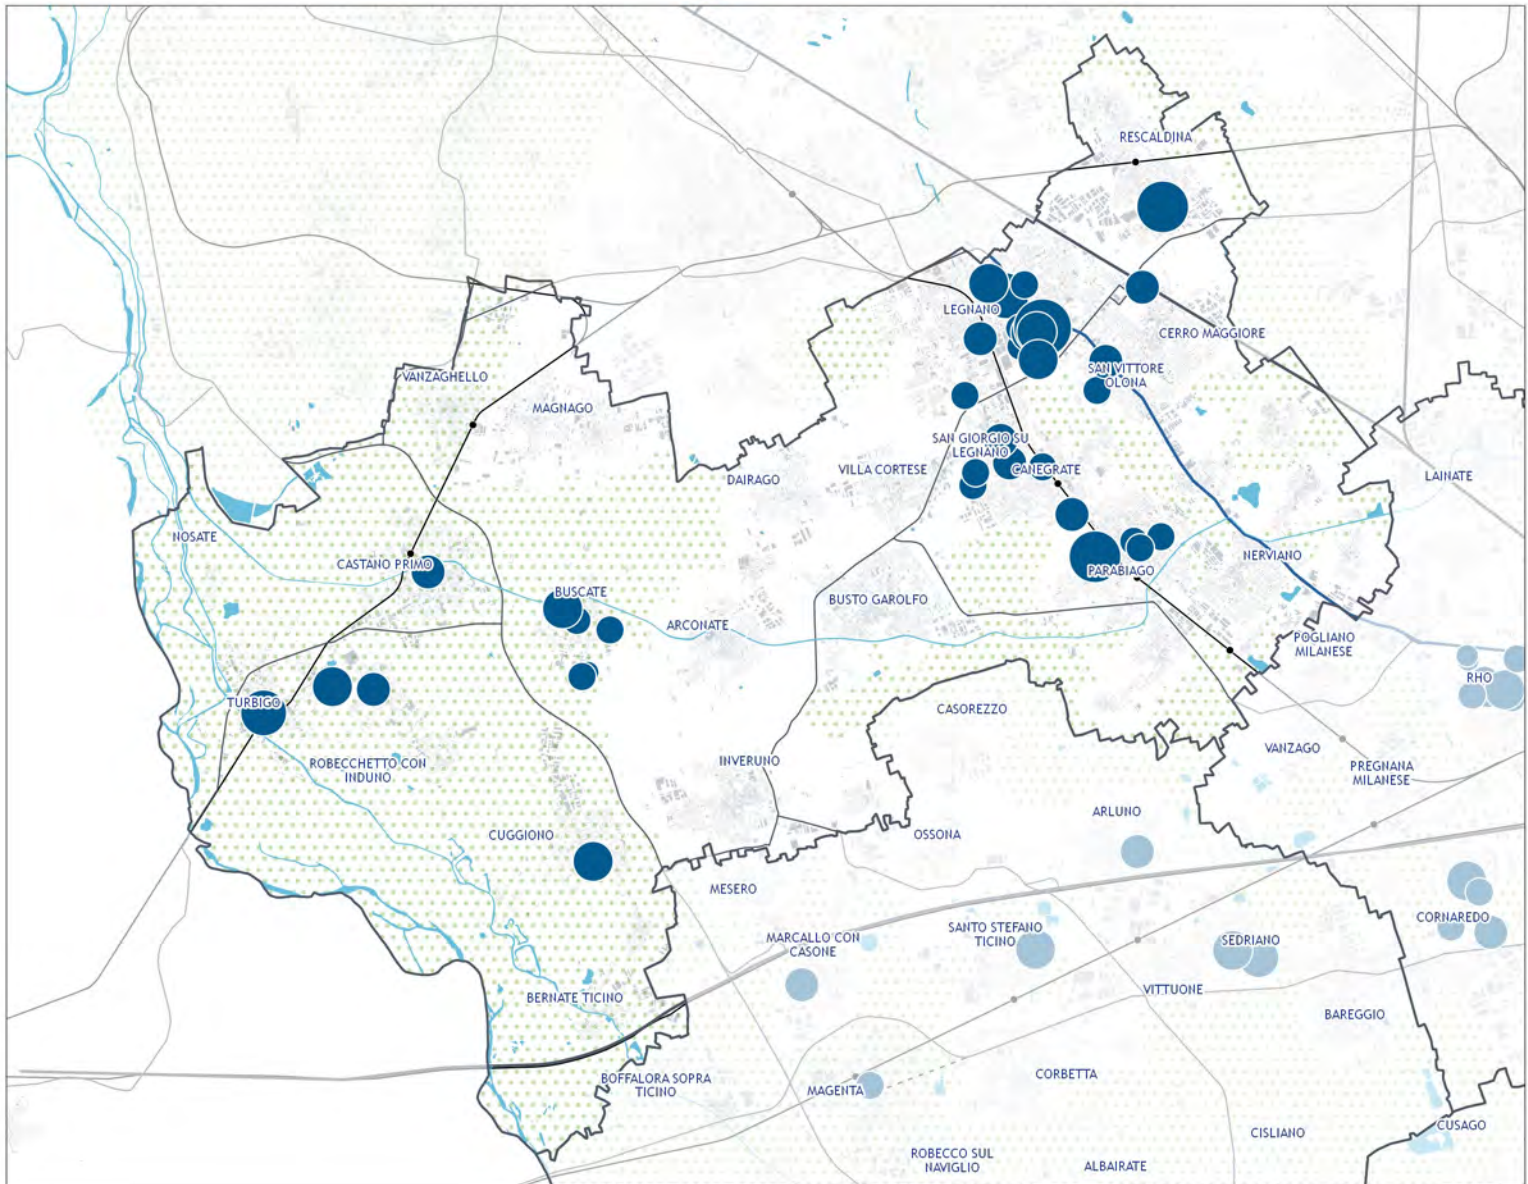 RESCALDINA
LEGNANO
CERRO MAGGIORE
SAN VITTORE
OLONA
VANZAGHELLO
MAGNAGO
SAN GIORGIO SU
LEGNANO
CANEGRATE
VILLA CORTESE
DAIRAGO
LAINATE
NOSATE
CASTANO PRIMO
NERVIANO
PARABIAGO
BUSCATE
BUSTO GAROLFO
ARCONATE
POGLIANO
MILANESE
RHO
TURBIGO
CASOREZZO
VANZAGO
PREGNANA
MILANESE
ROBECCHETTO CON
INDUNO
INVERUNO
ARLUNO
CUGGIONO
OSSONA
MESERO
CORNAREDO
MARCALLO CON
CASONE
SANTO STEFANO
TICINO
SEDRIANO
VITTUONE
BERNATE TICINO
BAREGGIO
BOFFALORA SOPRA
TICINO
MAGENTA
CORBETTA
CISLIANO
CUSAGO
ROBECCO SUL
NAVIGLIO
ALBAIRATE